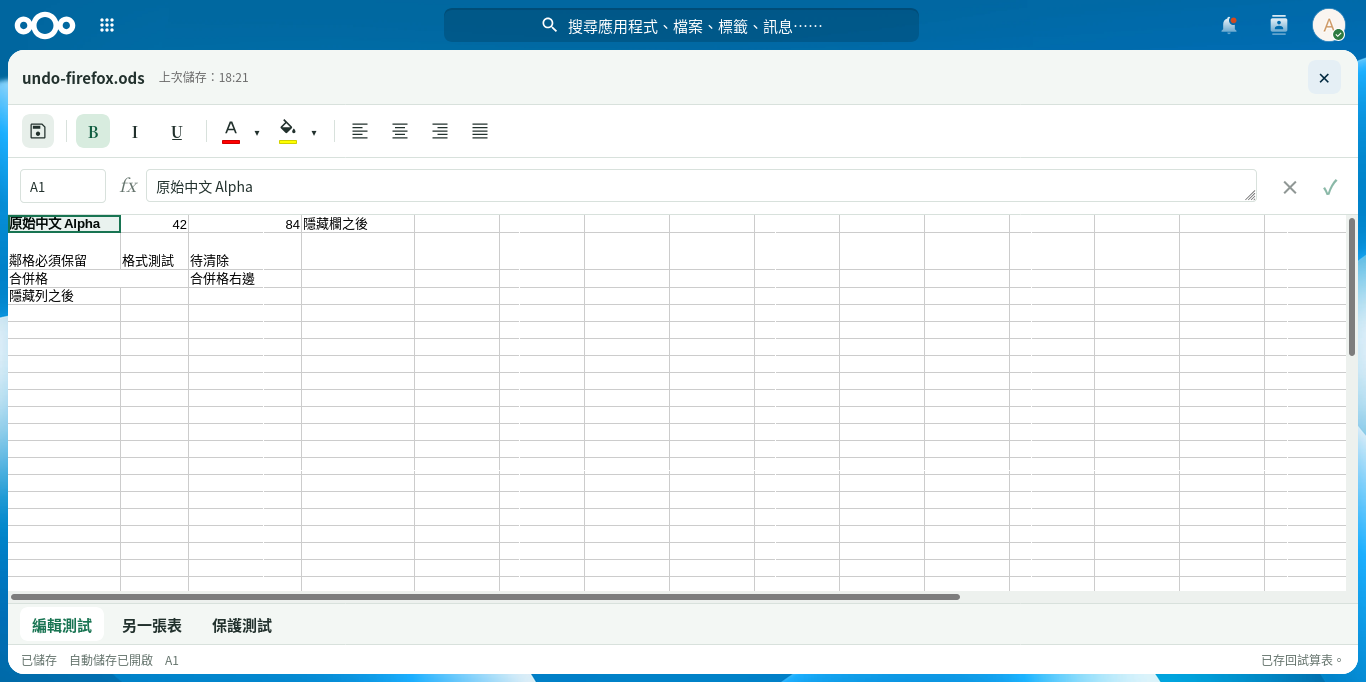 搜尋應用程式、檔案、標籤、訊息⋯⋯
A
undo-firefox.ods 上次儲存：18:21
B I U A
A1 fx 原始中文 Alpha
原始中文 Alpha 42 84 隱藏欄之後
鄰格必須保留 格式測試 待清除
合併格 合併格右邊
隱藏列之後
編輯測試 另一張表 保護測試
已儲存 自動儲存已開啟 A1 已存回試算表。